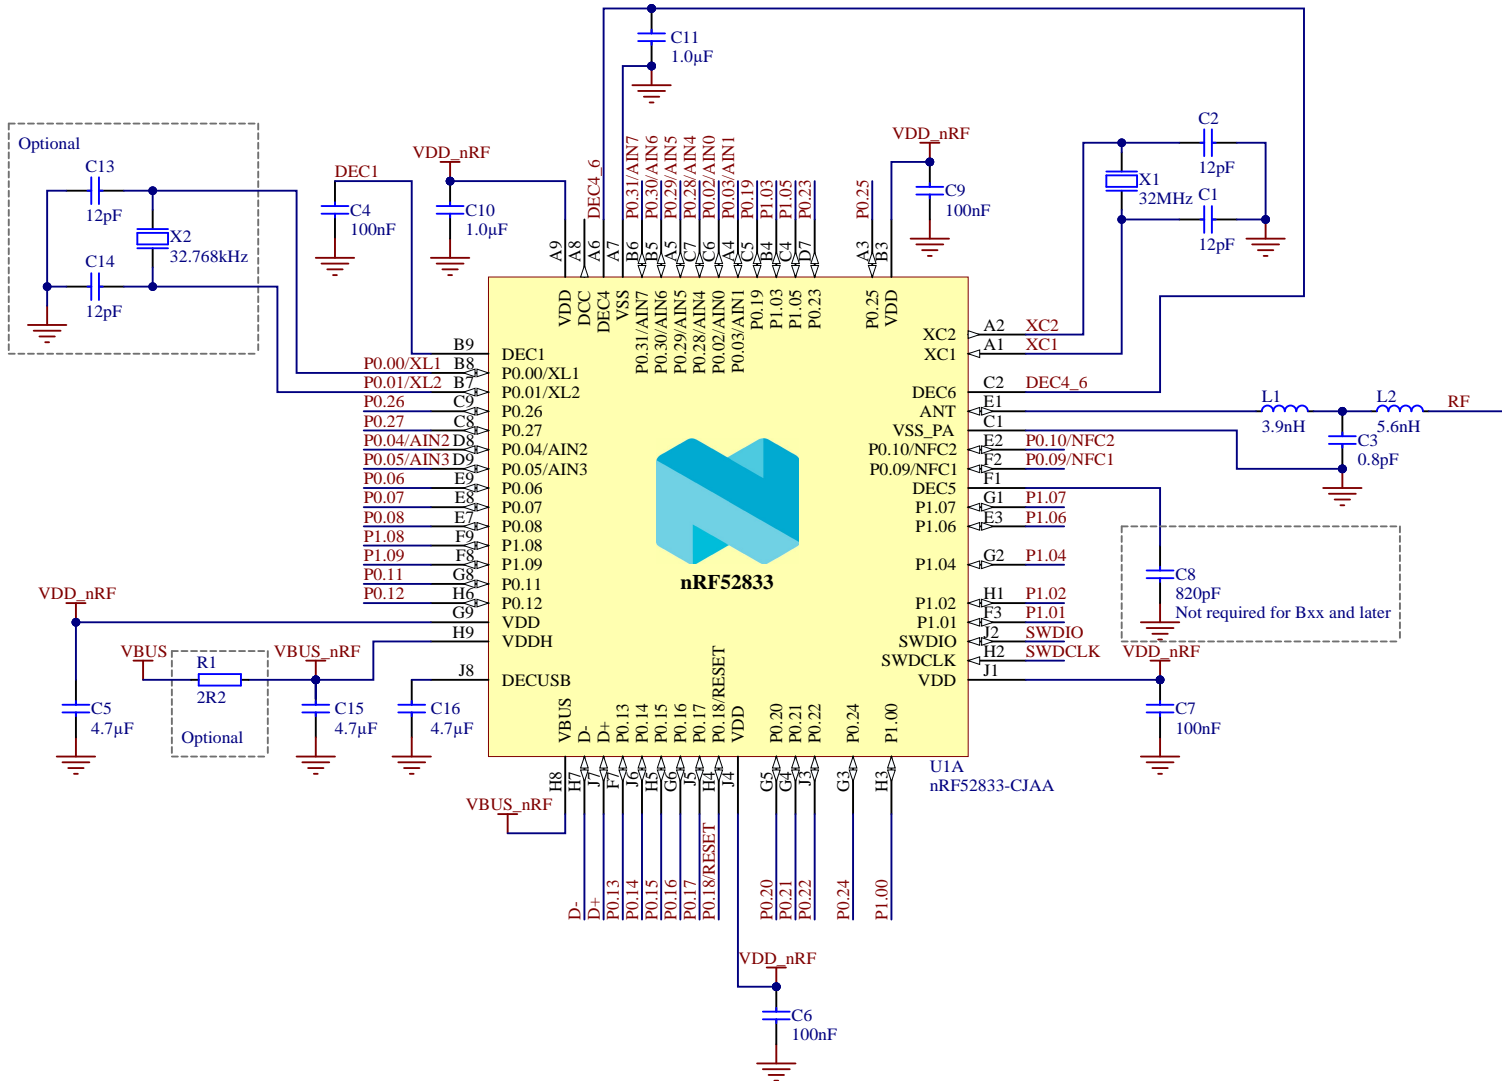 C11
1.0µF
Optional
C13
12pF
X2
32.768kHz
C14
12pF
DEC1
C4
100nF
VDD_nRF
C10
1.0µF
DEC4_6
P0.31/AIN7
P0.30/AIN6
P0.29/AIN5
P0.28/AIN4
P0.02/AIN0
P0.03/AIN1
P0.19
P1.03
P1.05
P0.23
P0.25
VDD_nRF
C9
100nF
C2
12pF
X1
32MHz
C1
12pF
A9
A8
A6
A7
B6
B5
A5
C7
C6
A4
C5
B4
C4
D7
A3
B3
VDD
DCC
DEC4
VSS
P0.31/AIN7
P0.30/AIN6
P0.29/AIN5
P0.28/AIN4
P0.02/AIN0
P0.03/AIN1
P0.19
P1.03
P1.05
P0.23
P0.25
VDD
B9 DEC1
P0.00/XL1 B8 P0.00/XL1
P0.01/XL2 B7 P0.01/XL2
P0.26 C9 P0.26
P0.27 C8 P0.27
P0.04/AIN2 D8 P0.04/AIN2
P0.05/AIN3 D9 P0.05/AIN3
P0.06 E9 P0.06
P0.07 E8 P0.07
P0.08 E7 P0.08
P1.08 F9 P1.08
P1.09 F8 P1.09
P0.11 G8 P0.11
P0.12 H6 P0.12
G9 VDD
H9 VDDH
J8 DECUSB
XC2 A2 XC2
XC1 A1 XC1
DEC6 C2 DEC4_6
ANT E1
VSS_PA C1
P0.10/NFC2 E2 P0.10/NFC2
P0.09/NFC1 F2 P0.09/NFC1
DEC5 F1
P1.07 G1 P1.07
P1.06 E3 P1.06
P1.04 G2 P1.04
P1.02 H1 P1.02
P1.01 F3 P1.01
SWDIO J2 SWDIO
SWDCLK H2 SWDCLK
VDD J1
L1
3.9nH
L2
5.6nH
RF
C3
0.8pF
C8
820pF
Not required for Bxx and later
VDD_nRF
C7
100nF
nRF52833
VDD_nRF
C5
4.7µF
VBUS
R1
2R2
Optional
VBUS_nRF
C15
4.7µF
C16
4.7µF
VBUS
D-
D+
P0.13
P0.14
P0.15
P0.16
P0.17
P0.18/RESET
VDD
P0.20
P0.21
P0.22
P0.24
P1.00
U1A
nRF52833-CJAA
H8
H7
J7
F7
J6
H5
G6
J5
H4
J4
G5
G4
J3
G3
H3
VBUS_nRF
D-
D+
P0.13
P0.14
P0.15
P0.16
P0.17
P0.18/RESET
P0.20
P0.21
P0.22
P0.24
P1.00
VDD_nRF
C6
100nF